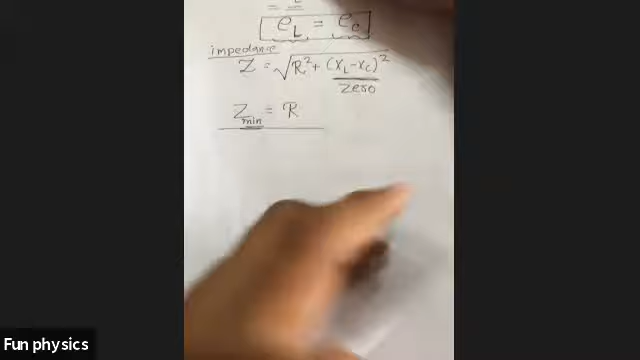 e_L = e_c
impedance
Z = √R² + (X_L - X_C)²
Zero
Z_min = R
Fun physics